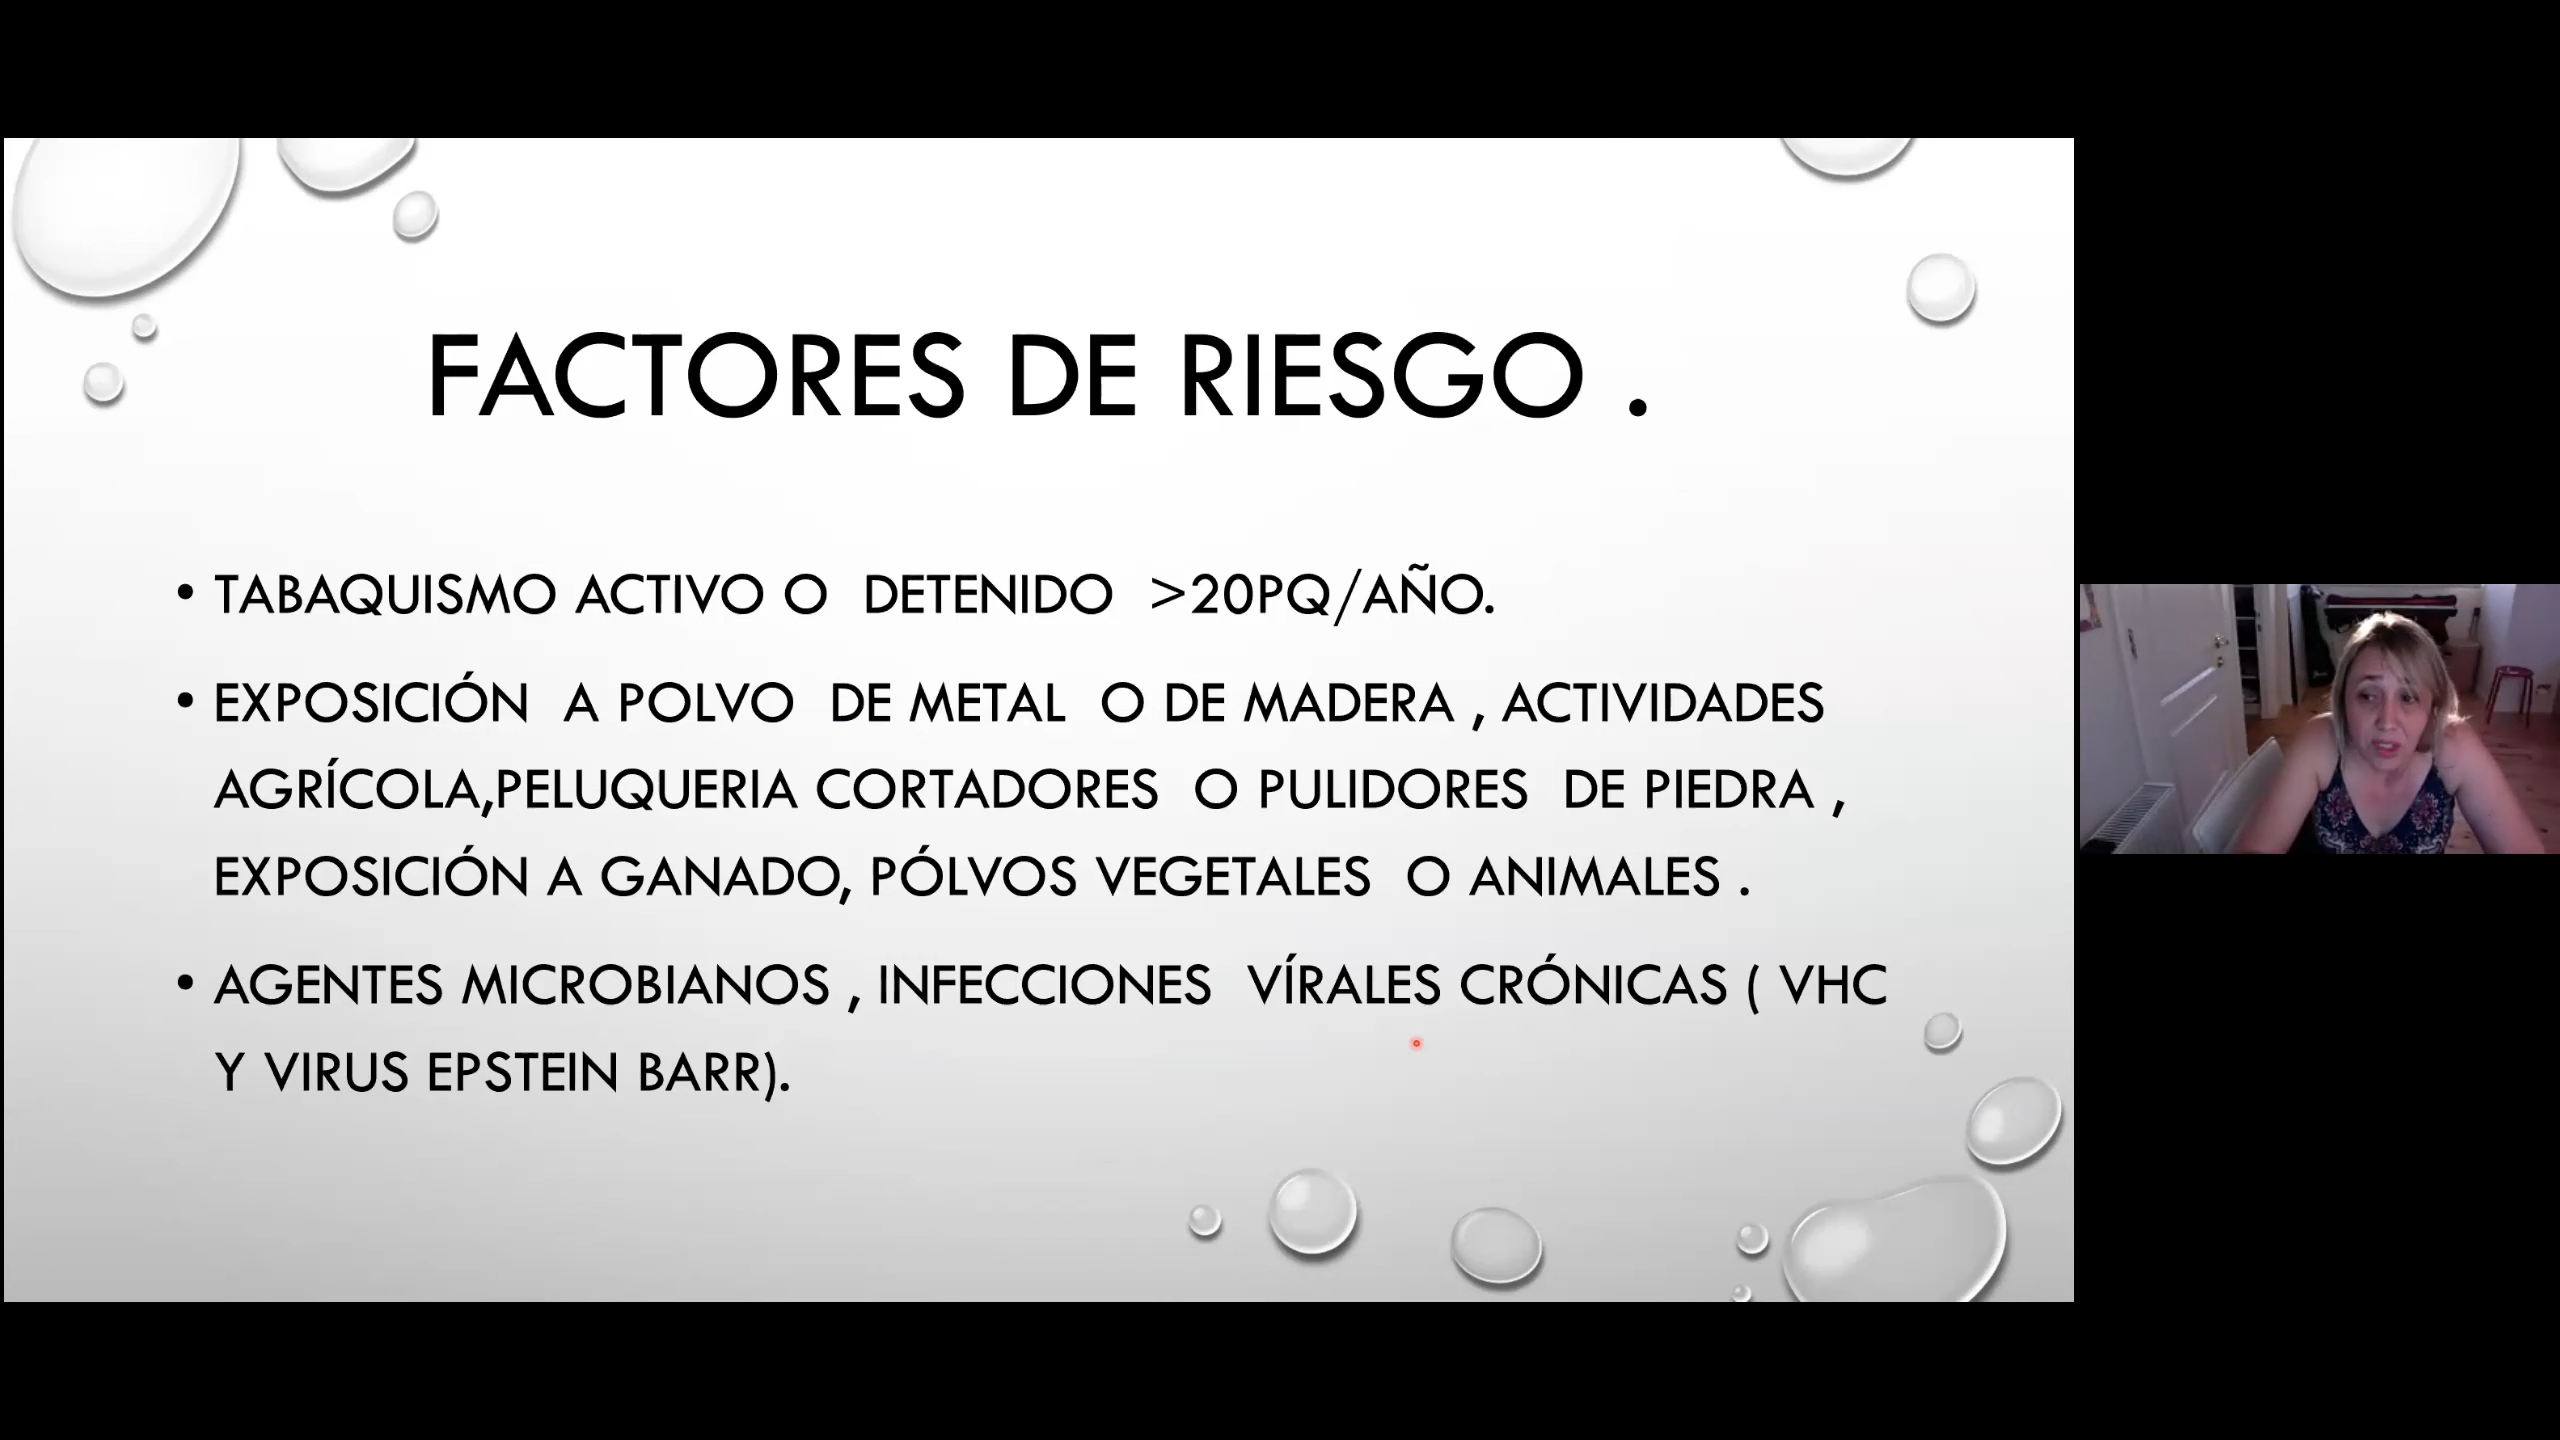 FACTORES DE RIESGO .
• TABAQUISMO ACTIVO O DETENIDO >20PQ/AÑO.
• EXPOSICIÓN A POLVO DE METAL O DE MADERA , ACTIVIDADES
AGRÍCOLA,PELUQUERIA CORTADORES O PULIDORES DE PIEDRA ,
EXPOSICIÓN A GANADO, PÓLVOS VEGETALES O ANIMALES .
• AGENTES MICROBIANOS , INFECCIONES VÍRALES CRÓNICAS ( VHC
Y VIRUS EPSTEIN BARR).